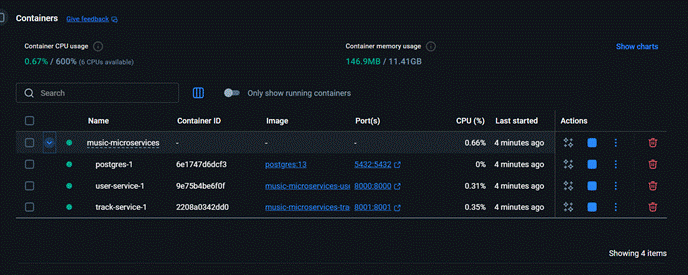 Containers Give feedback
Container CPU usage
0.67% / 600% (6 CPUs available)
Container memory usage
146.9MB / 11.41GB
Show charts
Search
Only show running containers
Name Container ID Image Port(s) CPU (%) Last started Actions
music-microservices - - - 0.66% 4 minutes ago
postgres-1 6e1747d6dcf3 postgres:13 5432:5432 0% 4 minutes ago
user-service-1 9e75b4be6f0f music-microservices-use 8000:8000 0.31% 4 minutes ago
track-service-1 2208a0342dd0 music-microservices-tra 8001:8001 0.35% 4 minutes ago
Showing 4 items